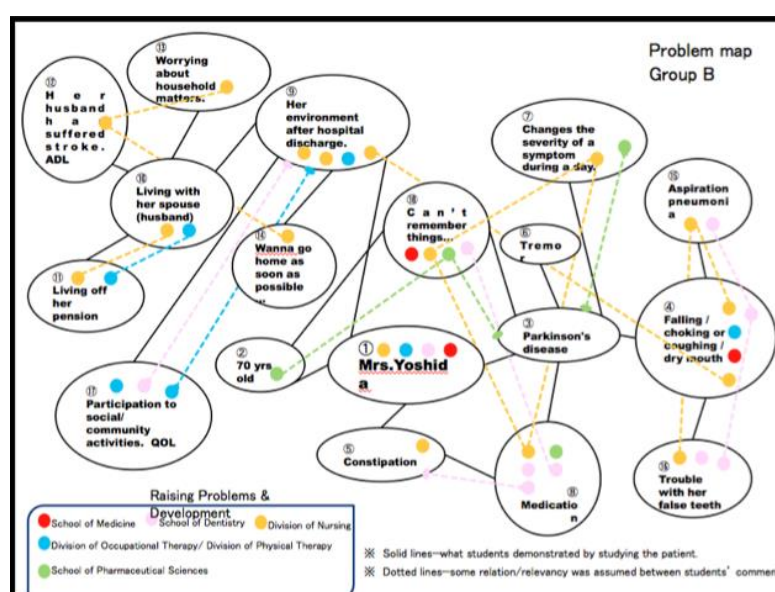 Problem map
Group B
⑬
Worrying
about
household
matters.
⑫
Her
husband
has
suffered
stroke.
ADL
⑨
Her
environment
after hospital
discharge.
⑦
Changes the
severity of a
symptom
during a day.
⑩
Living with
her spouse
(husband)
⑱
Can't
remember
things...
⑮
Aspiration
pneumoni
a
⑭
Wanna go
home as
soon as
possible
...
⑥
Tremo
r
⑪
Living off
her
pension
④
Falling /
choking or
coughing /
dry mouth
③
Parkinson's
disease
②
70 yrs
old
①
Mrs.Yoshid
a
⑰
Participation to
social/
community
activities. QOL
⑤
Constipation
⑧
Medicatio
n
⑯
Trouble
with her
false teeth
Raising Problems &
Development
School of Medicine
School of Dentistry
Division of Nursing
Division of Occupational Therapy/ Division of Physical Therapy
School of Pharmaceutical Sciences
※ Solid lines—what students demonstrated by studying the patient.
※ Dotted lines—some relation/relevancy was assumed between students' commen